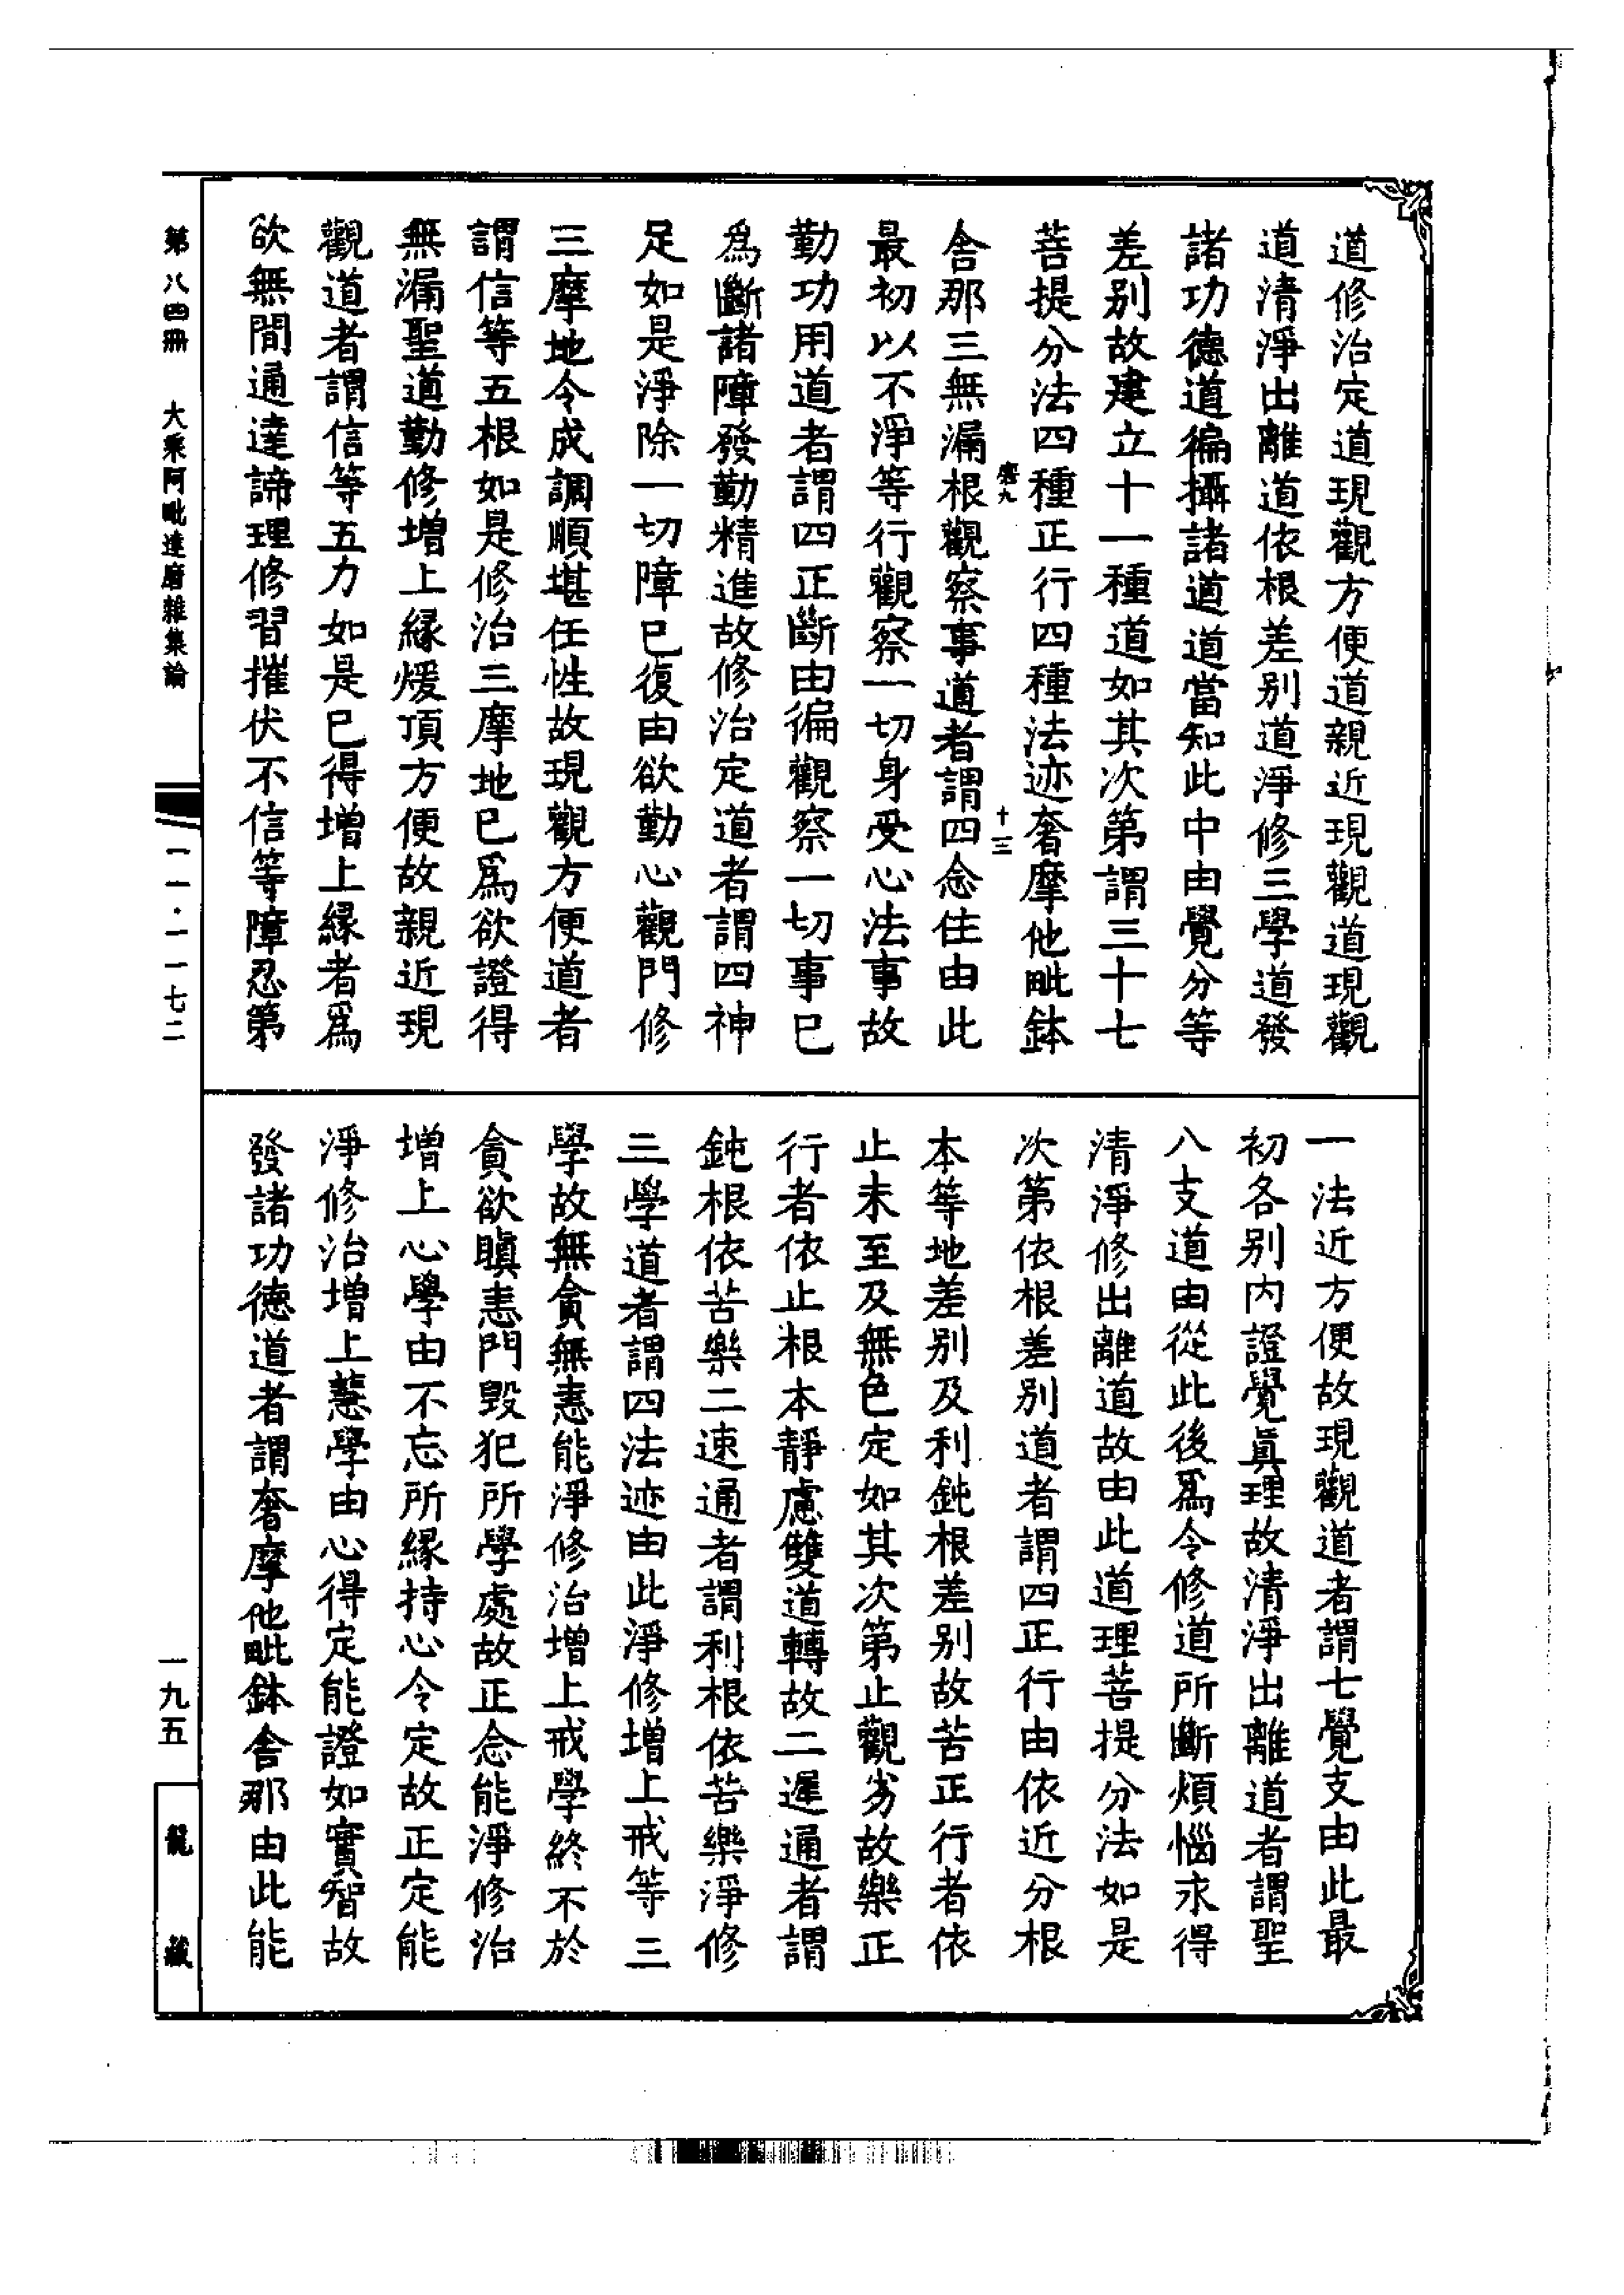 道修治定道現觀方便道親近現觀道現觀
道清淨出離道依根差別道淨修三學道發
諸功德道徧攝諸道道當知此中由覺分等
差別故建立十一種道如其次第謂三十七
菩提分法四種正行四種法迹奢摩他毗鉢
舍那三無漏根觀察事道者謂四念住由此
最初以不淨等行觀察一切身受心法事故
勤功用道者謂四正斷由徧觀察一切事已
為斷諸障發勤精進故修治定道者謂四神
足如是淨除一切障已復由欲勤心觀門修
三摩地令成調順堪任性故現觀方便道者
謂信等五根如是修治三摩地已為欲證得
無漏聖道勤修增上緣煖頂方便故親近現
觀道者謂信等五力如是已得增上緣者為
欲無間通達諦理修習摧伏不信等障忍第
一法近方便故現觀道者謂七覺支由此最
初各別內證覺眞理故清淨出離道者謂聖
八支道由從此後為令修道所斷煩惱求得
清淨修出離道故由此道理菩提分法如是
次第依根差別道者謂四正行由依近分根
本等地差別及利鈍根差別故苦正行者依
止未至及無色定如其次第止觀劣故樂正
行者依止根本靜慮雙道轉故二遲通者謂
鈍根依苦樂二速通者謂利根依苦樂淨修
三學道者謂四法迹由此淨修增上戒等三
學故無貪無恚能淨修治增上戒學終不於
貪欲瞋恚門毀犯所學處故正念能淨修治
增上心學由不忘所緣持心令定故正定能
淨修治增上慧學由心得定能證如實智故
發諸功德道者謂奢摩他毗鉢舍那由此能
十三
第八四冊 大乘阿毗達磨雜集論
一一·一一七二
一九五
龍藏